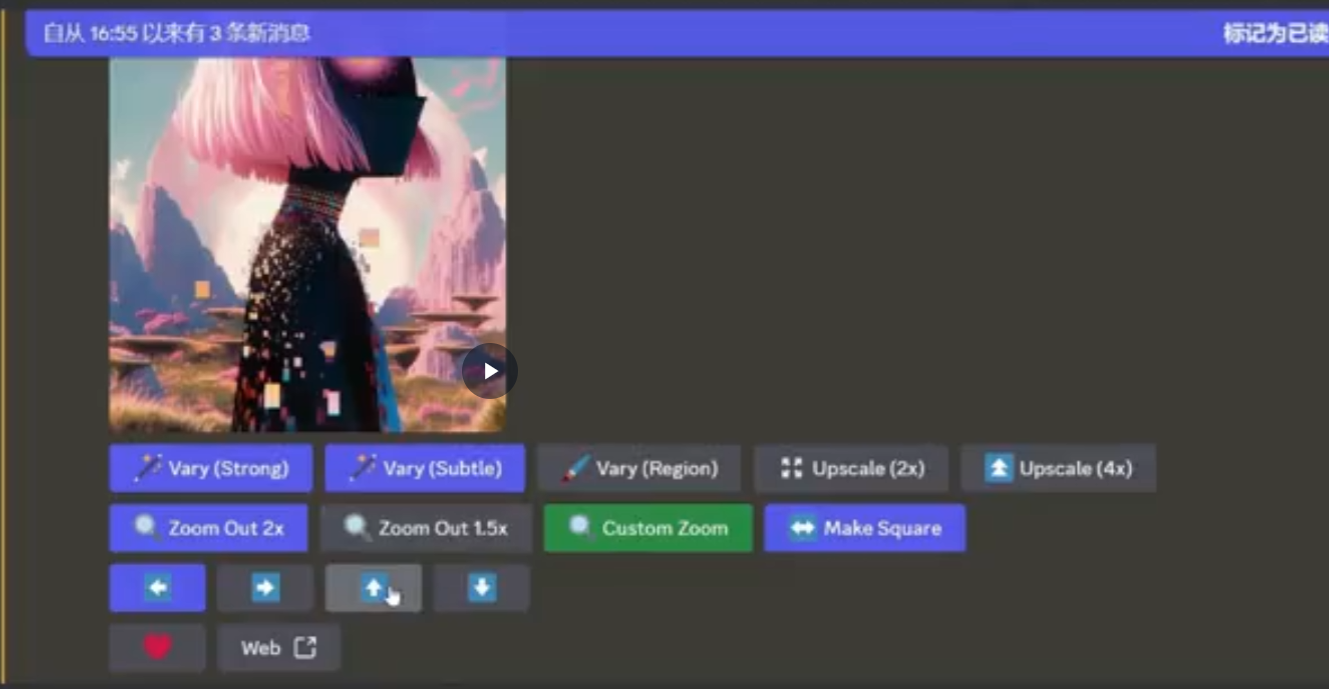 自从 16:55 以来有 3 条新消息 标记为已读
Vary (Strong) Vary (Subtle) Vary (Region) Upscale (2x) Upscale (4x)
Zoom Out 2x Zoom Out 1.5x Custom Zoom Make Square
Web